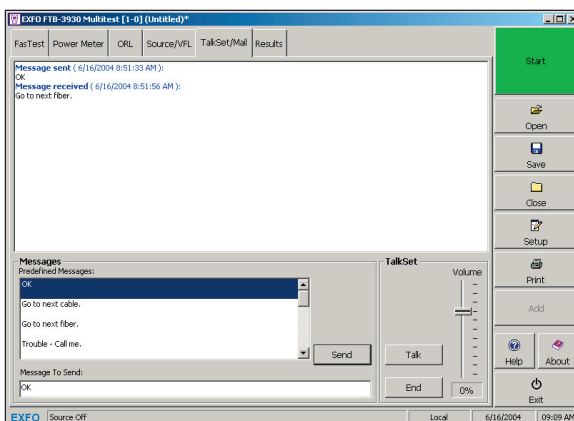 EXFO FTB-3930 Multitest [1-0] (Untitled)*
FasTest Power Meter ORL Source/VFL TalkSet/Mail Results
Message sent ( 6/16/2004 8:51:33 AM ):
OK
Message received ( 6/16/2004 8:51:56 AM ):
Go to next fiber.
Messages
Predefined Messages:
OK
Go to next cable.
Go to next fiber.
Trouble - Call me.
Send
Message To Send:
OK
TalkSet
Volume
Talk
End
0%
Start
Open
Save
Close
Setup
Print
Add
Help About
Exit
EXFO Source Off Local 6/16/2004 09:09 AM